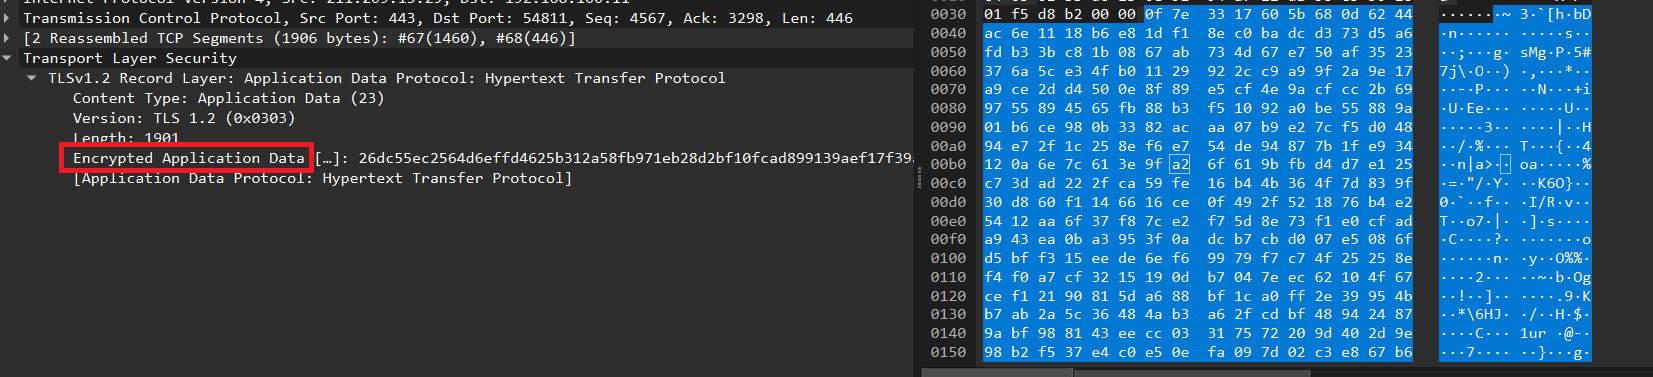 Transmission Control Protocol, Src Port: 443, Dst Port: 54811, Seq: 4567, Ack: 3298, Len: 446
[2 Reassembled TCP Segments (1906 bytes): #67(1460), #68(446)]
Transport Layer Security
TLSv1.2 Record Layer: Application Data Protocol: Hypertext Transfer Protocol
Content Type: Application Data (23)
Version: TLS 1.2 (0x0303)
Length: 1901
Encrypted Application Data […]: 26dc55ec2564d6effd4625b312a58fb971eb28d2bf10fcad899139aef17f39
[Application Data Protocol: Hypertext Transfer Protocol]
0030 01 f5 d8 b2 00 00 0f 7e 33 17 60 5b 68 0d 62 44 ·······~ 3·`[h·bD
0040 ac 6e 11 18 b6 e8 1d f1 8e c0 ba dc d3 73 d5 a6 ·n······ ·····s··
0050 fd b3 3b c8 1b 08 67 ab 73 4d 67 e7 50 af 35 23 ··;···g· sMg·P·5#
0060 37 6a 5c e3 4f b0 11 29 92 2c c9 a9 9f 2a 9e 17 7j\·O··) ·,···*··
0070 a9 ce 2d d4 50 0e 8f 89 e5 cf 4e 9a cf cc 2b 69 ··-·P··· ··N···+i
0080 97 55 89 45 65 fb 88 b3 f5 10 92 a0 be 55 88 9a ·U·Ee··· ·····U··
0090 01 b6 ce 98 0b 33 82 ac aa 07 b9 e2 7c f5 d0 48 ·····3·· ····|··H
00a0 94 e7 2f 1c 25 8e f6 e7 54 de 94 87 7b 1f e9 34 ··/·%··· T···{··4
00b0 12 0a 6e 7c 61 3e 9f a2 6f 61 9b fb d4 d7 e1 25 ··n|a>·· oa·····%
00c0 c7 3d ad 22 2f ca 59 fe 16 b4 4b 36 4f 7d 83 9f ·=·"/·Y· ··K6O}··
00d0 30 d8 60 f1 14 66 16 ce 0f 49 2f 52 18 76 b4 e2 0·`··f·· ·I/R·v··
00e0 54 12 aa 6f 37 f8 7c e2 f7 5d 8e 73 f1 e0 cf ad T··o7·|· ·]·s····
00f0 a9 43 ea 0b a3 95 3f 0a dc b7 cb d0 07 e5 08 6f ·C····?· ·······o
0100 d5 bf f3 15 ee de 6e f6 99 79 f7 c7 4f 25 25 8e ······n· ·y··O%%·
0110 f4 f0 a7 cf 32 15 19 0d b7 04 7e ec 62 10 4f 67 ····2··· ··~·b·Og
0120 ce f1 21 90 81 5d a6 88 bf 1c a0 ff 2e 39 95 4b ··!··]·· ····.9·K
0130 b7 ab 2a 5c 36 48 4a b3 a6 2f cd bf 48 94 24 87 ··*\6HJ· ·/··H·$·
0140 9a bf 98 81 43 ee cc 03 31 75 72 20 9d 40 2d 9e ····C··· 1ur ·@-·
0150 98 b2 f5 37 e4 c0 e5 0e fa 09 7d 02 c3 e8 67 b6 ···7···· ··}···g·